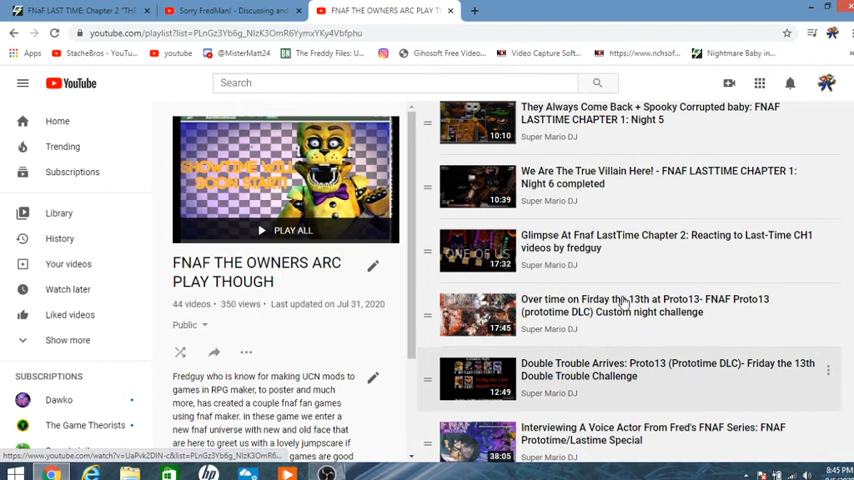 FNaF LAST TIME: Chapter 2 "THE
Sorry FredMan! - Discussing and
FNAF THE OWNERS ARC PLAY TH
youtube.com/playlist?list=PLnGz3Yb6g_NIzK3OmR6YymxYKy4Vbfphu
Apps
StacheBros - YouTu...
youtube
@MisterMatt24
The Freddy Files: U...
Gihosoft Free Video...
Video Capture Soft...
https://www.nchsof...
Nightmare Baby in...
YouTube
Search
Home
Trending
Subscriptions
Library
History
Your videos
Watch later
Liked videos
Show more
SUBSCRIPTIONS
Dawko
The Game Theorists
SHOWTIME WILL
SOON START!
PLAY ALL
FNAF THE OWNERS ARC
PLAY THOUGH
44 videos • 350 views • Last updated on Jul 31, 2020
Public
Fredguy who is know for making UCN mods to
games in RPG maker, to poster and much
more, has created a couple fnaf fan games
using fnaf maker. in these game we enter a
new fnaf universe with new and old face that
are here to greet us with a lovely jumpscare if
games are good
They Always Come Back + Spooky Corrupted baby: FNAF
LASTTIME CHAPTER 1: Night 5
Super Mario DJ
10:10
We Are The True Villain Here! - FNAF LASTTIME CHAPTER 1:
Night 6 completed
Super Mario DJ
10:39
Glimpse At Fnaf LastTime Chapter 2: Reacting to Last-Time CH1
videos by fredguy
Super Mario DJ
ONE OF US
17:32
Over time on Firday the 13th at Proto13- FNAF Proto13
(prototime DLC) Custom night challenge
Super Mario DJ
17:45
Double Trouble Arrives: Proto13 (Prototime DLC)- Friday the 13th
Double Trouble Challenge
Super Mario DJ
12:49
Interviewing A Voice Actor From Fred's FNAF Series: FNAF
Prototime/Lastime Special
Super Mario DJ
38:05
https://www.youtube.com/watch?v=UaPvk2DIN-c&list=PLnGz3Yb6g_NIzK3O...
8:45 PM